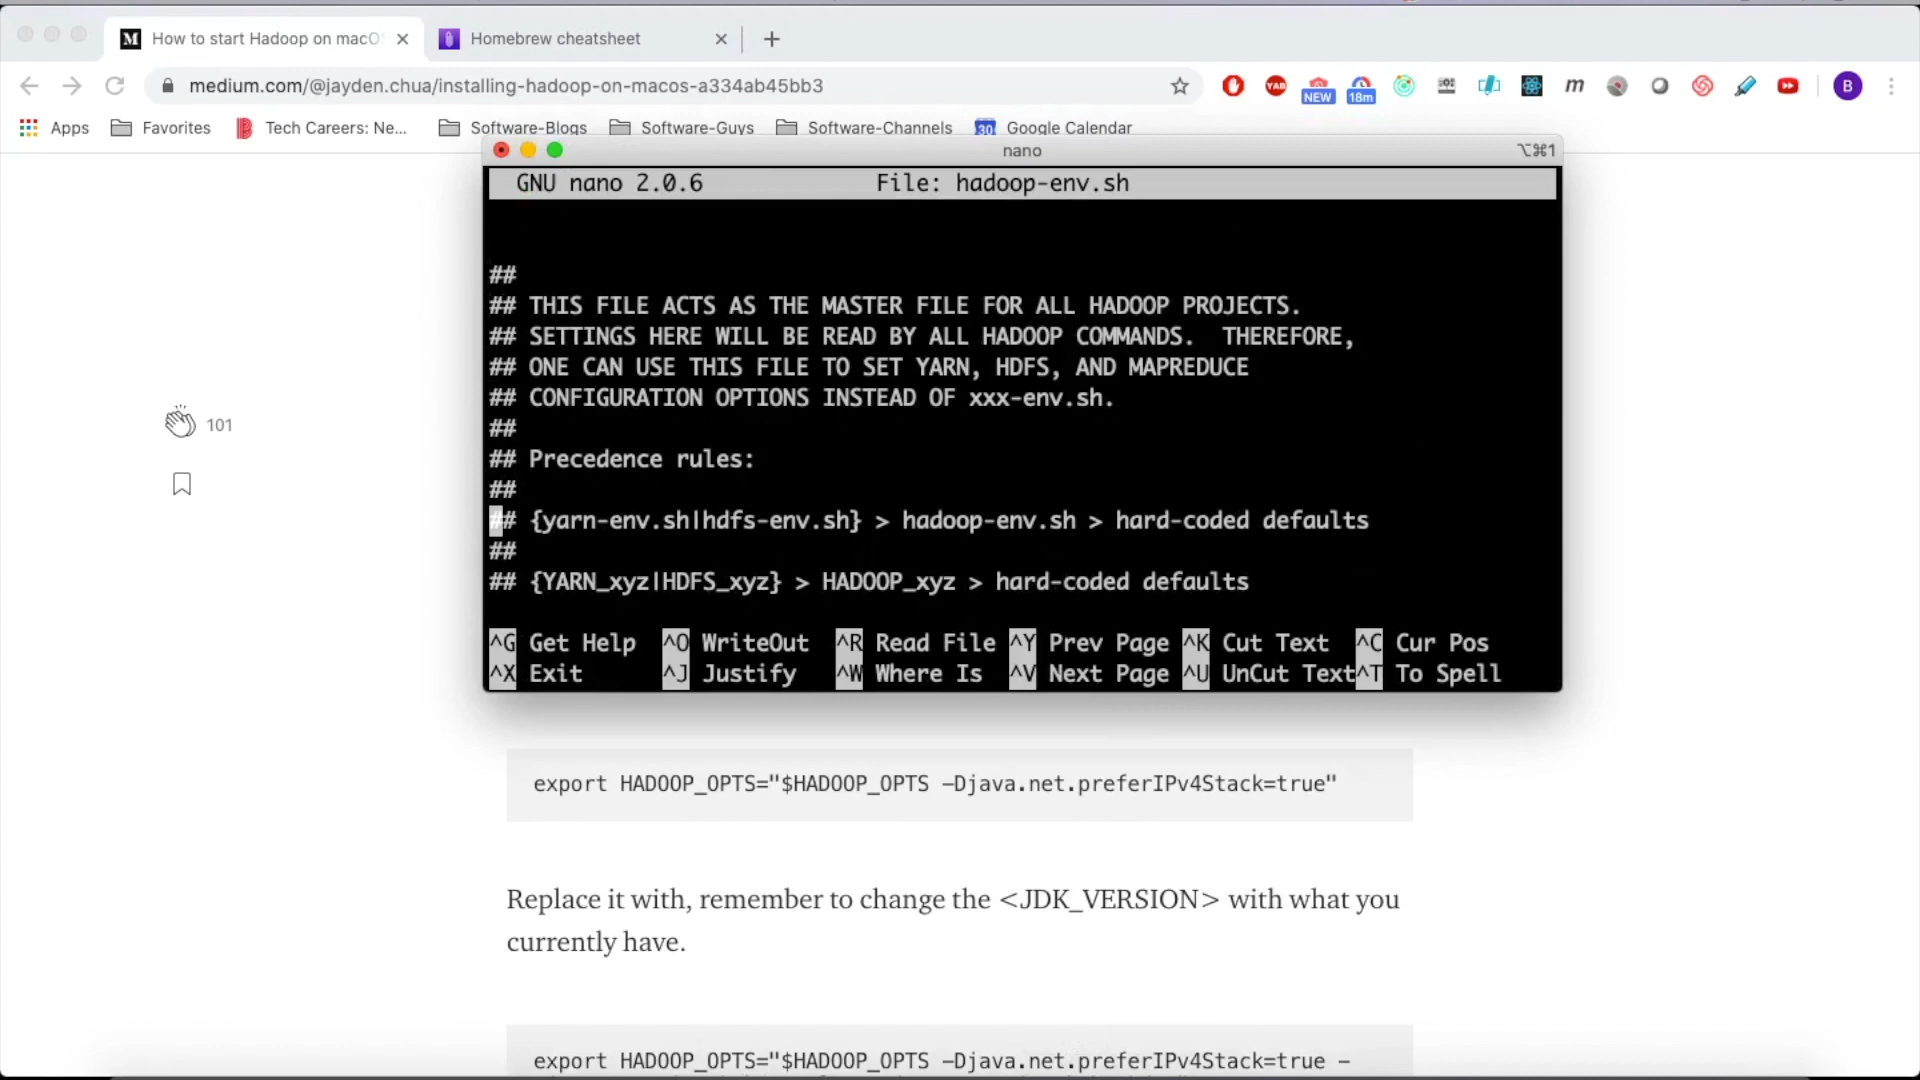 How to start Hadoop on macO
Homebrew cheatsheet
medium.com/@jayden.chua/installing-hadoop-on-macos-a334ab45bb3
YAB
NEW
18m
m
B
Apps
Favorites
Tech Careers: Ne...
Software-Blogs
Software-Guys
Software-Channels
30
Google Calendar
nano
⌥⌘1
GNU nano 2.0.6 File: hadoop-env.sh
##
## THIS FILE ACTS AS THE MASTER FILE FOR ALL HADOOP PROJECTS.
## SETTINGS HERE WILL BE READ BY ALL HADOOP COMMANDS. THEREFORE,
## ONE CAN USE THIS FILE TO SET YARN, HDFS, AND MAPREDUCE
## CONFIGURATION OPTIONS INSTEAD OF xxx-env.sh.
##
## Precedence rules:
##
## {yarn-env.sh|hdfs-env.sh} > hadoop-env.sh > hard-coded defaults
##
## {YARN_xyz|HDFS_xyz} > HADOOP_xyz > hard-coded defaults
^G Get Help ^O WriteOut ^R Read File ^Y Prev Page ^K Cut Text ^C Cur Pos
^X Exit ^J Justify ^W Where Is ^V Next Page ^U UnCut Text ^T To Spell
101
export HADOOP_OPTS="$HADOOP_OPTS –Djava.net.preferIPv4Stack=true"
Replace it with, remember to change the <JDK_VERSION> with what you
currently have.
export HADOOP_OPTS="$HADOOP_OPTS –Djava.net.preferIPv4Stack=true –